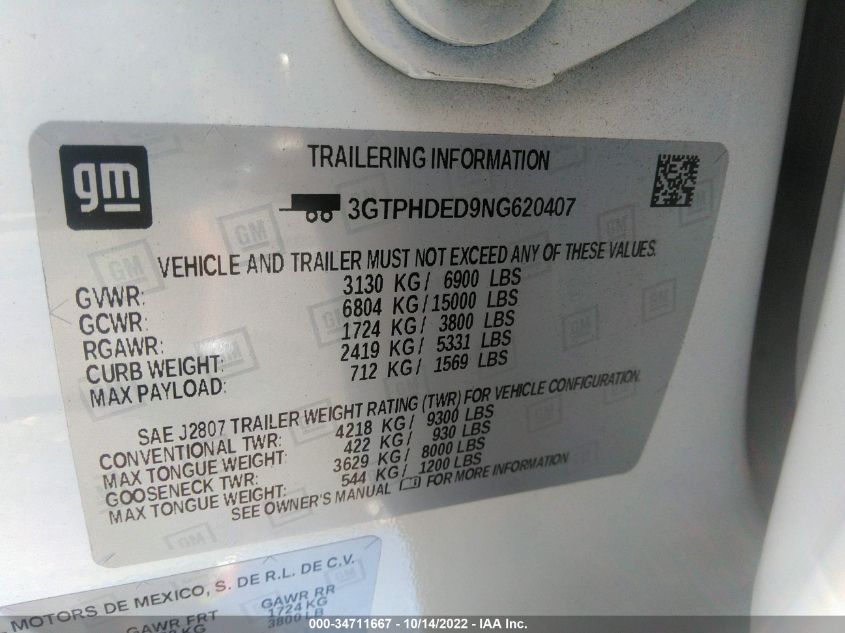 gm
TRAILERING INFORMATION
3GTPHDED9NG620407
VEHICLE AND TRAILER MUST NOT EXCEED ANY OF THESE VALUES.
GVWR: 3130 KG/ 6900 LBS
GCWR: 6804 KG/15000 LBS
RGAWR: 1724 KG/ 3800 LBS
CURB WEIGHT: 2419 KG/ 5331 LBS
MAX PAYLOAD: 712 KG/ 1569 LBS
SAE J2807 TRAILER WEIGHT RATING (TWR) FOR VEHICLE CONFIGURATION.
CONVENTIONAL TWR: 4218 KG/ 9300 LBS
MAX TONGUE WEIGHT: 422 KG/ 930 LBS
GOOSENECK TWR: 3629 KG/ 8000 LBS
MAX TONGUE WEIGHT: 544 KG/ 1200 LBS
SEE OWNER'S MANUAL FOR MORE INFORMATION
MOTORS DE MEXICO, S. DE R.L. DE C.V.
GAWR FRT GAWR RR
KG 1724 KG
3800 LB
000-34711667 - 10/14/2022 - IAA Inc.